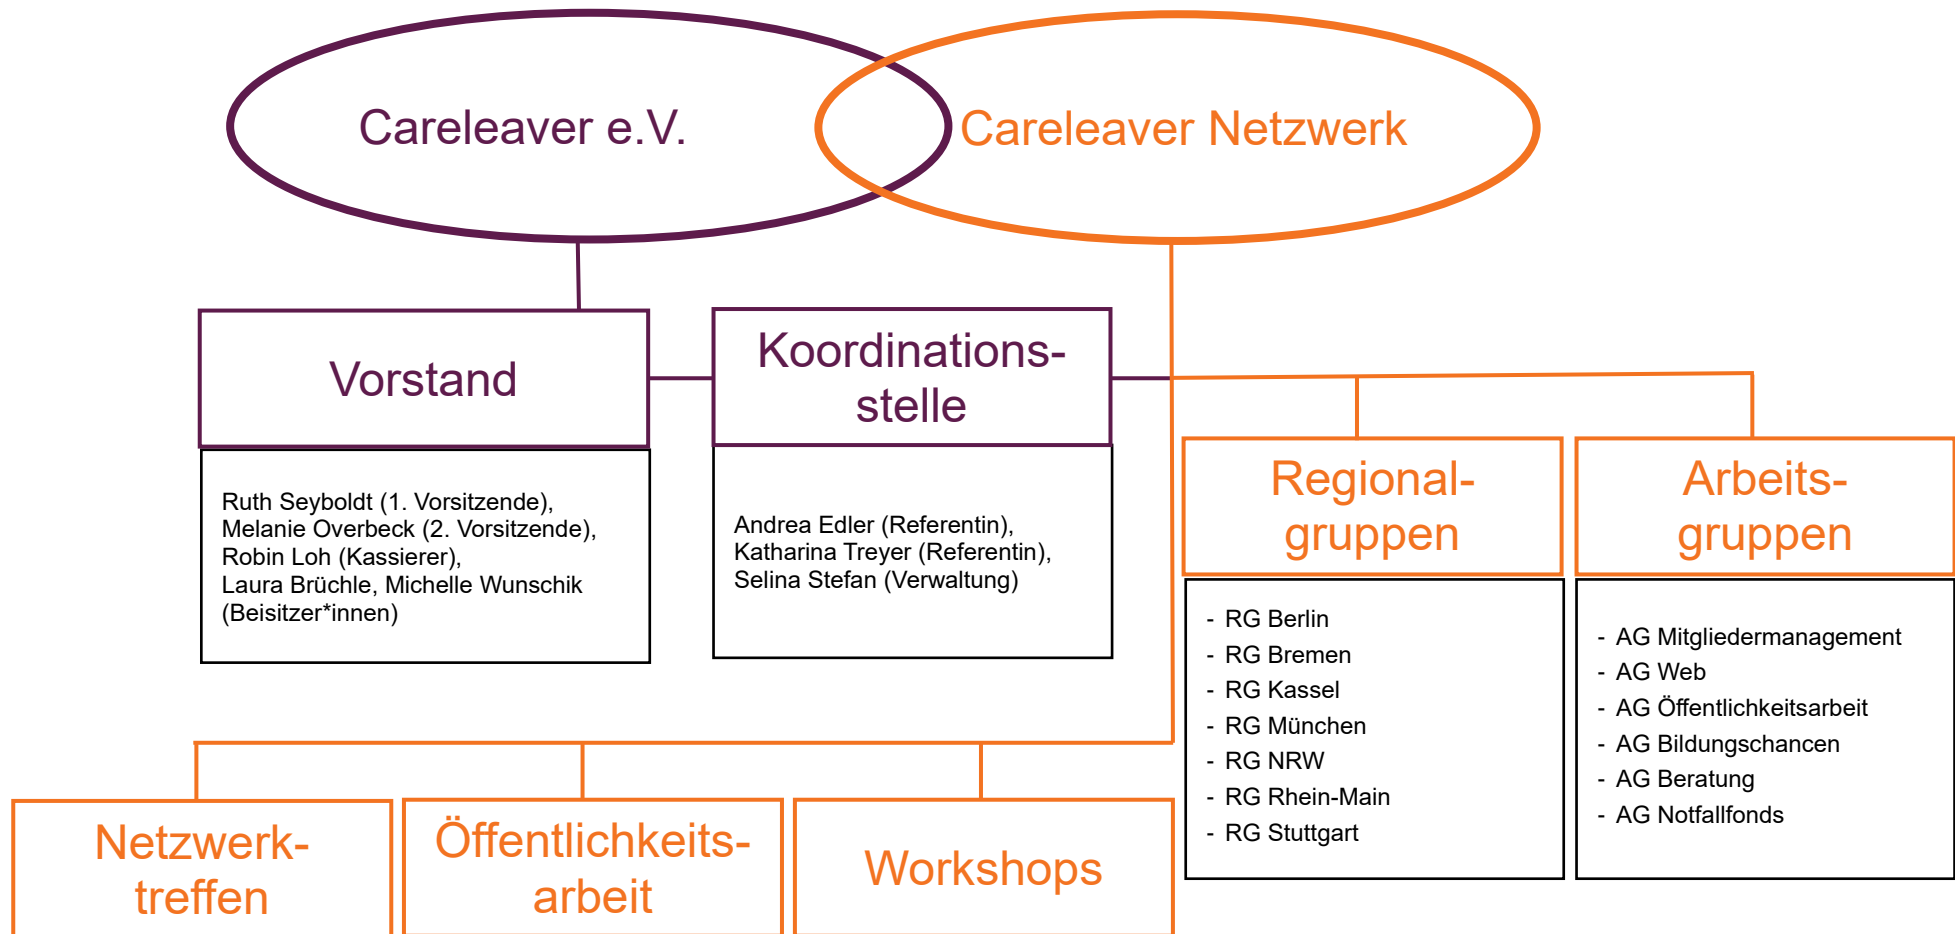 Careleaver e.V.
Careleaver Netzwerk
Vorstand
Koordinations-
stelle
Ruth Seyboldt (1. Vorsitzende),
Melanie Overbeck (2. Vorsitzende),
Robin Loh (Kassierer),
Laura Brüchle, Michelle Wunschik
(Beisitzer*innen)
Andrea Edler (Referentin),
Katharina Treyer (Referentin),
Selina Stefan (Verwaltung)
Regional-
gruppen
- RG Berlin
- RG Bremen
- RG Kassel
- RG München
- RG NRW
- RG Rhein-Main
- RG Stuttgart
Arbeits-
gruppen
- AG Mitgliedermanagement
- AG Web
- AG Öffentlichkeitsarbeit
- AG Bildungschancen
- AG Beratung
- AG Notfallfonds
Netzwerk-
treffen
Öffentlichkeits-
arbeit
Workshops